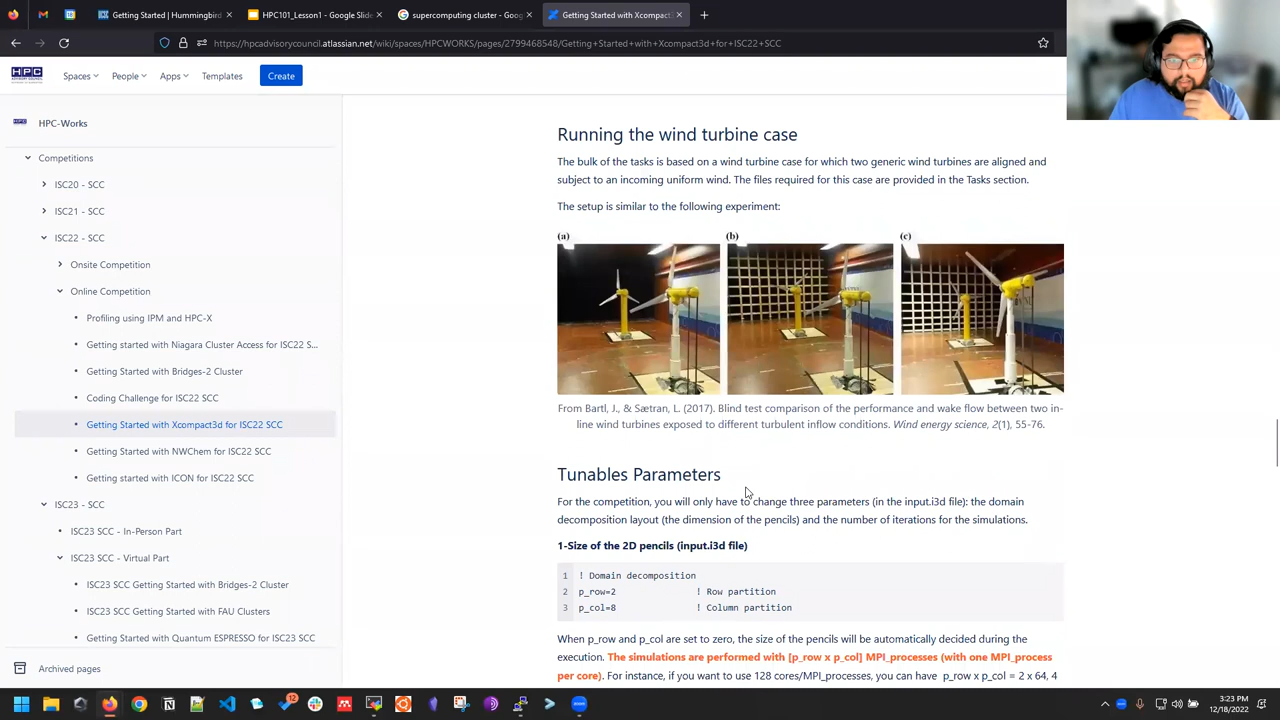 Getting Started | Hummingbird
HPC101_Lesson1 - Google Slides
supercomputing cluster - Goog
Getting Started with Xcompact3
https://hpcadvisorycouncil.atlassian.net/wiki/spaces/HPCWORKS/pages/2799468548/Getting+Started+with+Xcompact3d+for+ISC22+SCC
HPC
Spaces
People
Apps
Templates
Create
HPC-Works
Competitions
ISC20 - SCC
ISC21 - SCC
ISC22 - SCC
Onsite Competition
Online Competition
Profiling using IPM and HPC-X
Getting started with Niagara Cluster Access for ISC22 S...
Getting Started with Bridges-2 Cluster
Coding Challenge for ISC22 SCC
Getting Started with Xcompact3d for ISC22 SCC
Getting Started with NWChem for ISC22 SCC
Getting started with ICON for ISC22 SCC
ISC23 - SCC
ISC23 SCC - In-Person Part
ISC23 SCC - Virtual Part
ISC23 SCC Getting Started with Bridges-2 Cluster
ISC23 SCC Getting Started with FAU Clusters
Getting Started with Quantum ESPRESSO for ISC23 SCC
Archived pages
Running the wind turbine case
The bulk of the tasks is based on a wind turbine case for which two generic wind turbines are aligned and
subject to an incoming uniform wind. The files required for this case are provided in the Tasks section.
The setup is similar to the following experiment:
(a)
(b)
(c)
From Bartl, J., & Sætran, L. (2017). Blind test comparison of the performance and wake flow between two in-
line wind turbines exposed to different turbulent inflow conditions. Wind energy science, 2(1), 55-76.
Tunables Parameters
For the competition, you will only have to change three parameters (in the input.i3d file): the domain
decomposition layout (the dimension of the pencils) and the number of iterations for the simulations.
1-Size of the 2D pencils (input.i3d file)
1 ! Domain decomposition
2 p_row=2 ! Row partition
3 p_col=8 ! Column partition
When p_row and p_col are set to zero, the size of the pencils will be automatically decided during the
execution. The simulations are performed with [p_row x p_col] MPI_processes (with one MPI_process
per core). For instance, if you want to use 128 cores/MPI_processes, you can have p_row x p_col = 2 x 64, 4
12
3:23 PM
12/18/2022